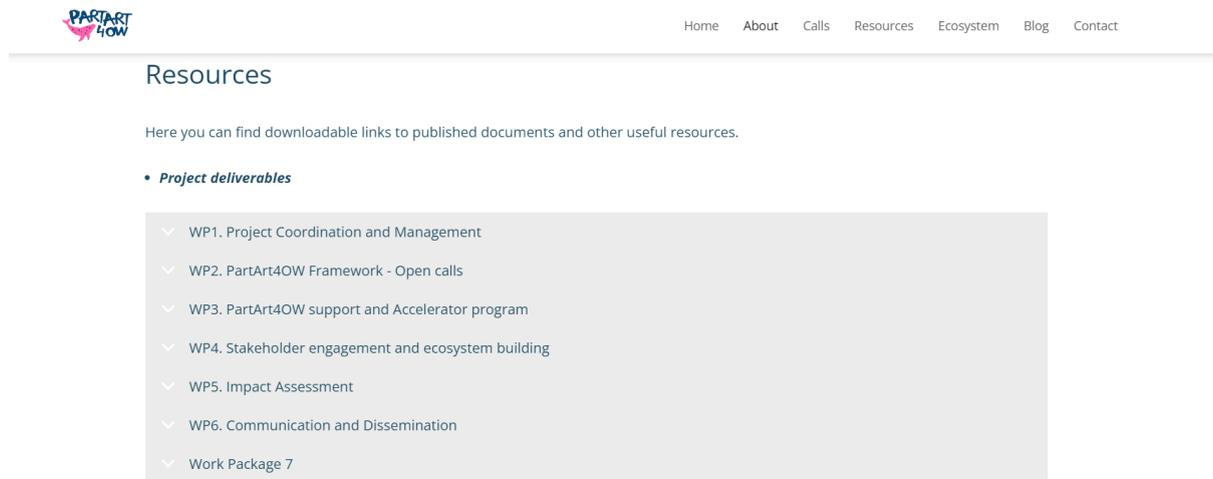 PARTART
4OW
Home About Calls Resources Ecosystem Blog Contact
Resources
Here you can find downloadable links to published documents and other useful resources.
• Project deliverables
WP1. Project Coordination and Management
WP2. PartArt4OW Framework - Open calls
WP3. PartArt4OW support and Accelerator program
WP4. Stakeholder engagement and ecosystem building
WP5. Impact Assessment
WP6. Communication and Dissemination
Work Package 7